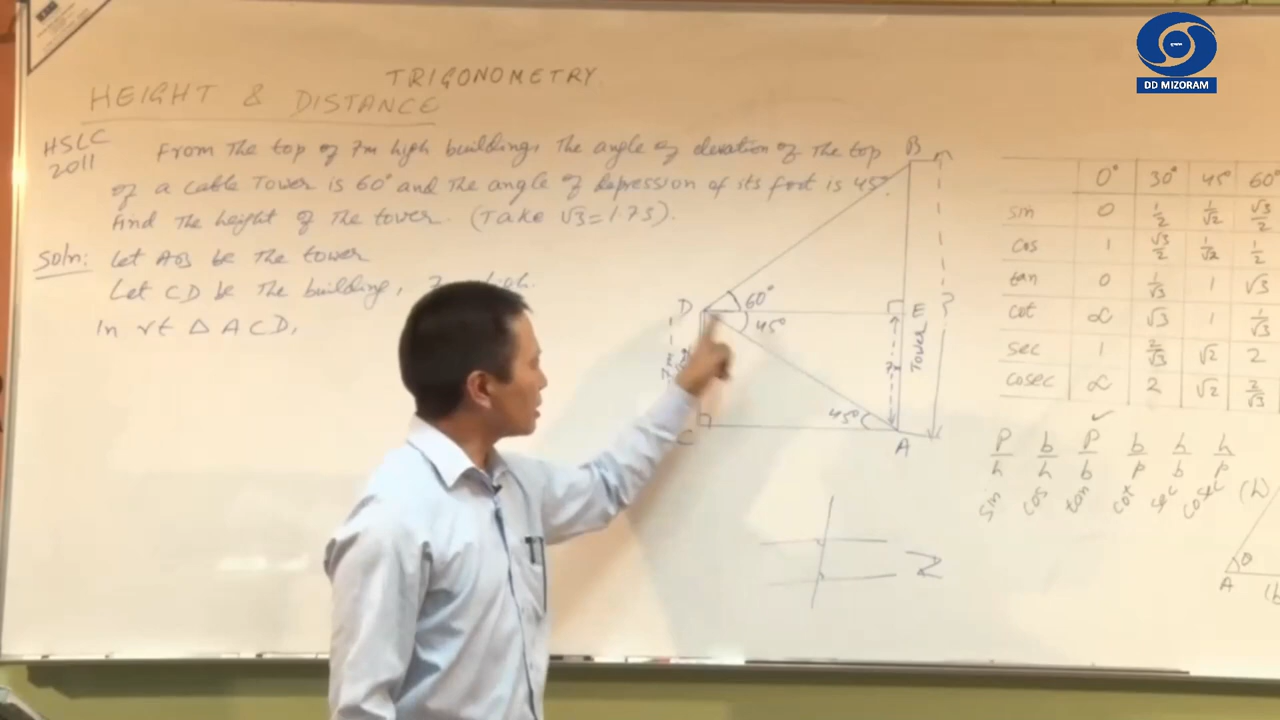 DD MIZORAM
TRIGONOMETRY
HEIGHT & DISTANCE
HSLC
2011
From The top of 7m high building, The angle of elevation of The top
of a cable Tower is 60° and The angle of depression of its foot is 45°.
Find The height of The tower. (Take √3=1.73).
Soln: Let AB be The tower
Let CD be The building,
In rt △ ACD,
B
D
60°
45°
E
?
7m
7m
Tower
45°
C
A
0° 30° 45° 60°
sin 0 1/2 1/√2 √3/2
cos 1 √3/2 1/√2 1/2
tan 0 1/√3 1 √3
cot ∝ √3 1 1/√3
sec 1 2/√3 √2 2
cosec ∝ 2 √2 2/√3
✓
P/h b/h P/b b/p h/b h/p
sin cos tan cot sec cosec
(h)
θ
A
(b
Z